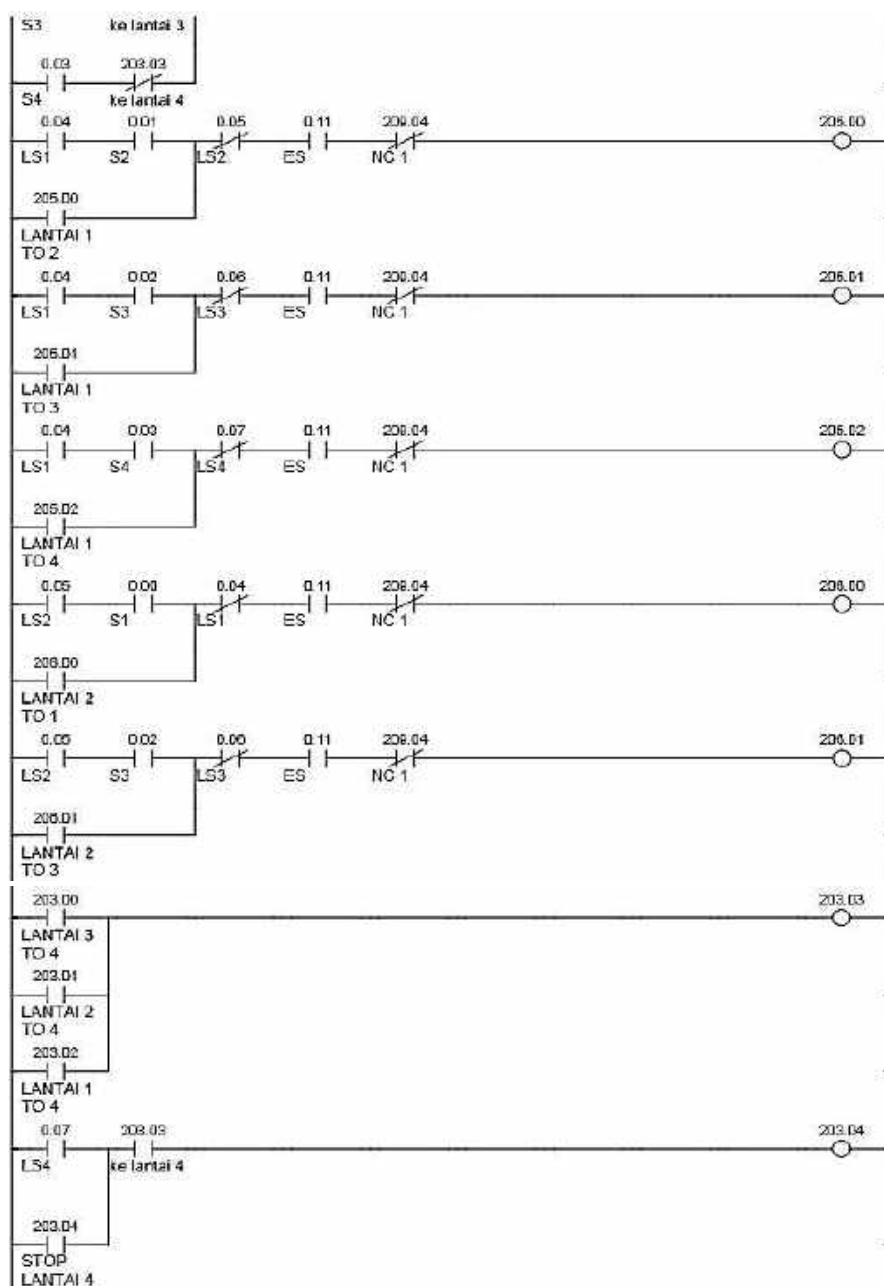 S3 ke lantai 3
0.03 203.03
S4 ke lantai 4
0.04 0.01 0.05 0.11 209.04 205.00
LS1 S2 LS2 ES NC 1
205.00
LANTAI 1
TO 2
0.04 0.02 0.06 0.11 209.04 205.01
LS1 S3 LS3 ES NC 1
205.01
LANTAI 1
TO 3
0.04 0.03 0.07 0.11 209.04 205.02
LS1 S4 LS4 ES NC 1
205.02
LANTAI 1
TO 4
0.05 0.00 0.04 0.11 209.04 206.00
LS2 S1 LS1 ES NC 1
206.00
LANTAI 2
TO 1
0.05 0.02 0.06 0.11 209.04 206.01
LS2 S3 LS3 ES NC 1
206.01
LANTAI 2
TO 3
203.00 203.03
LANTAI 3
TO 4
203.01
LANTAI 2
TO 4
203.02
LANTAI 1
TO 4
0.07 203.03 203.04
LS4 ke lantai 4
203.04
STOP
LANTAI 4